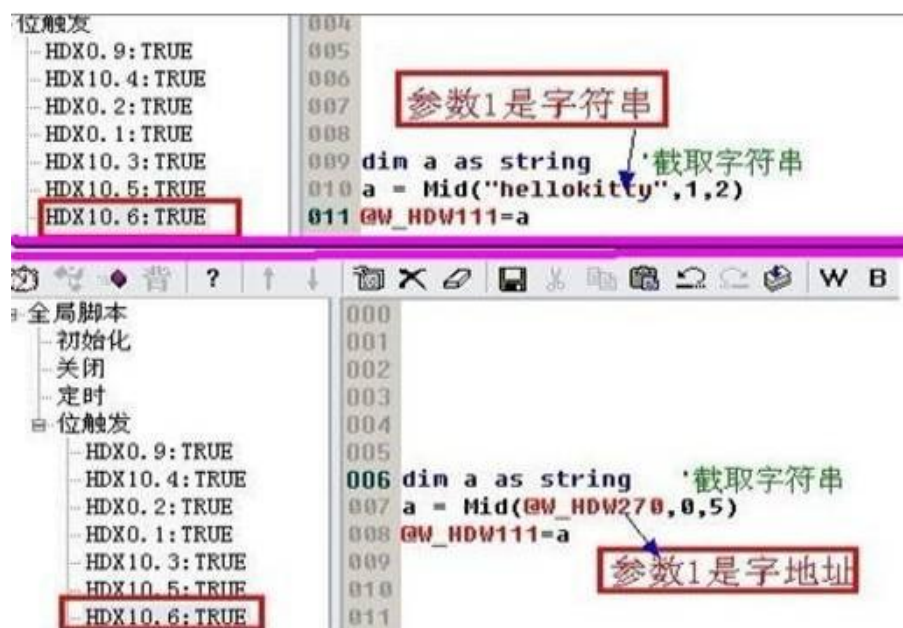 位触发
HDX0.9:TRUE
HDX10.4:TRUE
HDX0.2:TRUE
HDX0.1:TRUE
HDX10.3:TRUE
HDX10.5:TRUE
HDX10.6:TRUE
004
005
006
007
008
参数1是字符串
009 dim a as string '截取字符串
010 a = Mid("hellokitty",1,2)
011 @W_HDW111=a
背 ? W B
全局脚本
初始化
关闭
定时
位触发
HDX0.9:TRUE
HDX10.4:TRUE
HDX0.2:TRUE
HDX0.1:TRUE
HDX10.3:TRUE
HDX10.5:TRUE
HDX10.6:TRUE
000
001
002
003
004
005
006 dim a as string '截取字符串
007 a = Mid(@W_HDW270,0,5)
008 @W_HDW111=a
009
参数1是字地址
010
011